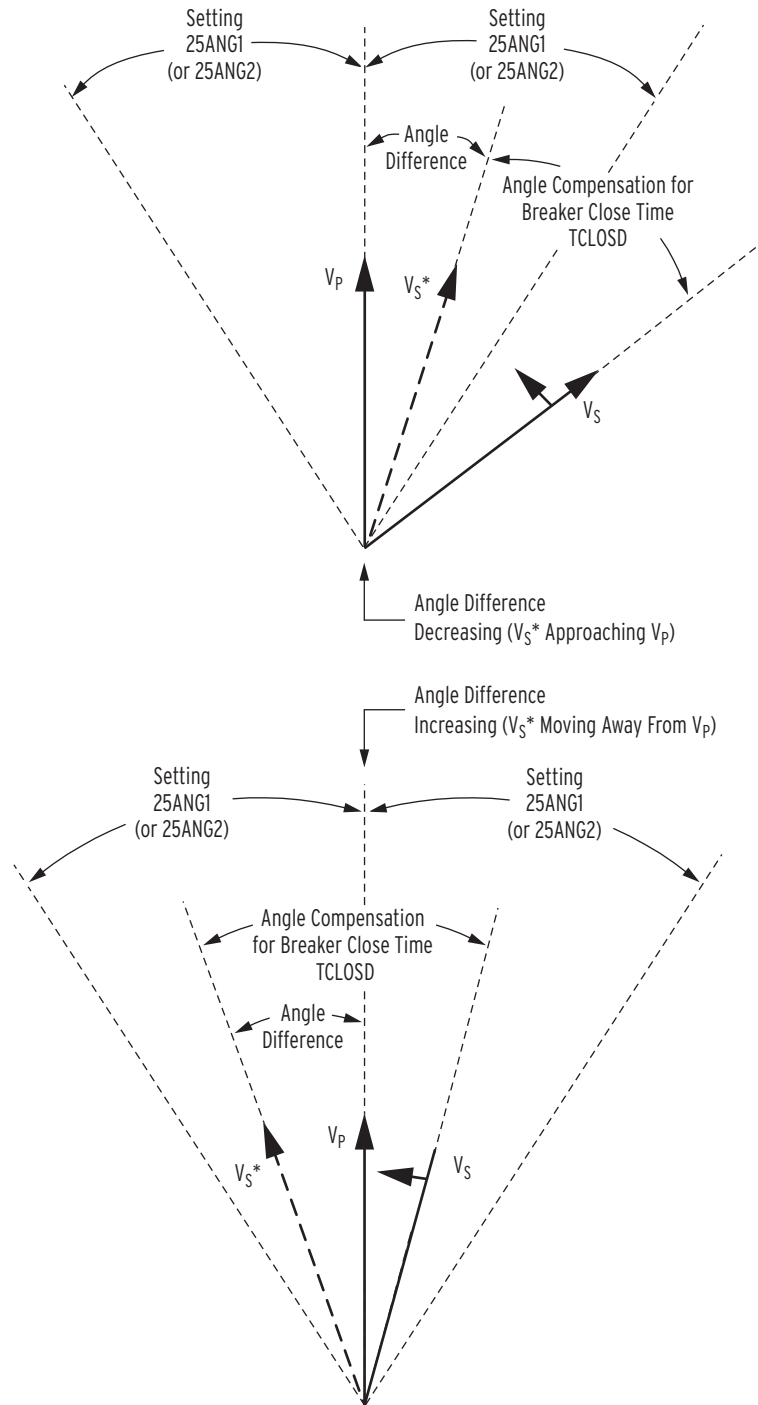 Setting
25ANG1
(or 25ANG2)
Setting
25ANG1
(or 25ANG2)
Angle
Difference
Angle Compensation for
Breaker Close Time
TCLOSD
VP
VS*
VS
Angle Difference
Decreasing (VS* Approaching VP)
Angle Difference
Increasing (VS* Moving Away From VP)
Setting
25ANG1
(or 25ANG2)
Setting
25ANG1
(or 25ANG2)
Angle Compensation
for Breaker Close Time
TCLOSD
Angle
Difference
VP
VS*
VS